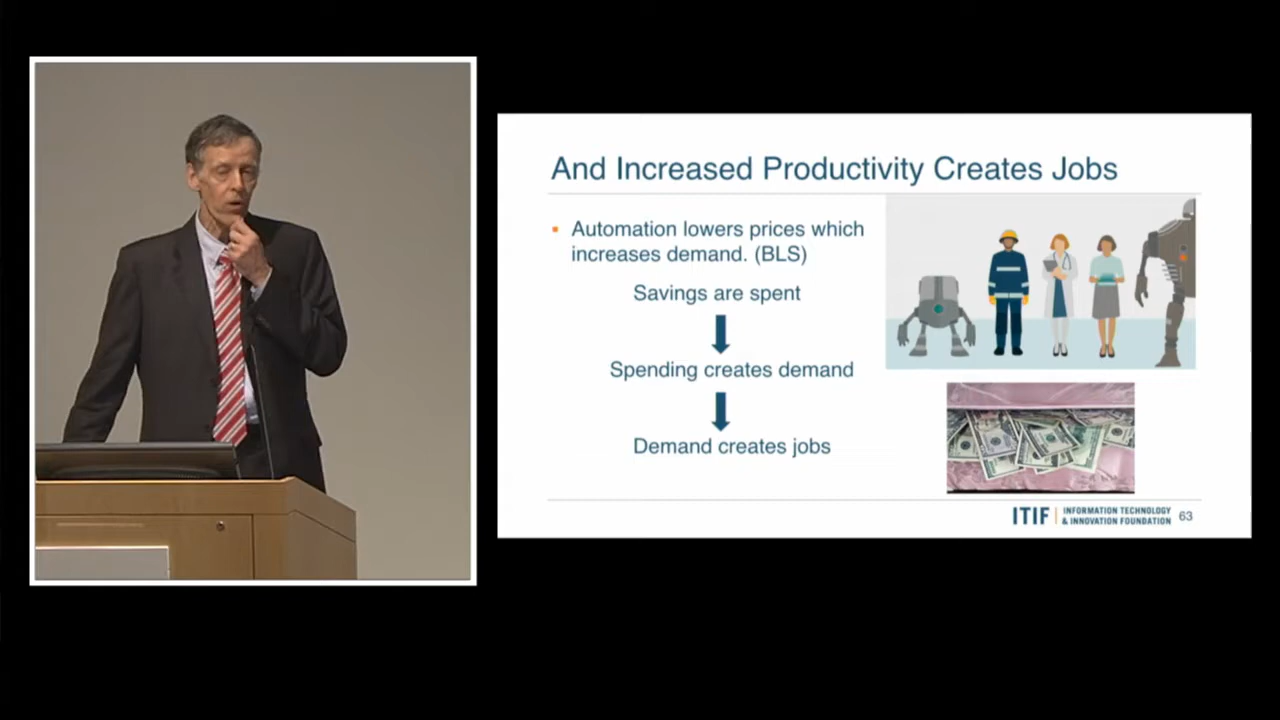 And Increased Productivity Creates Jobs
▪ Automation lowers prices which
increases demand. (BLS)
Savings are spent
Spending creates demand
Demand creates jobs
ITIF | INFORMATION TECHNOLOGY
& INNOVATION FOUNDATION 63